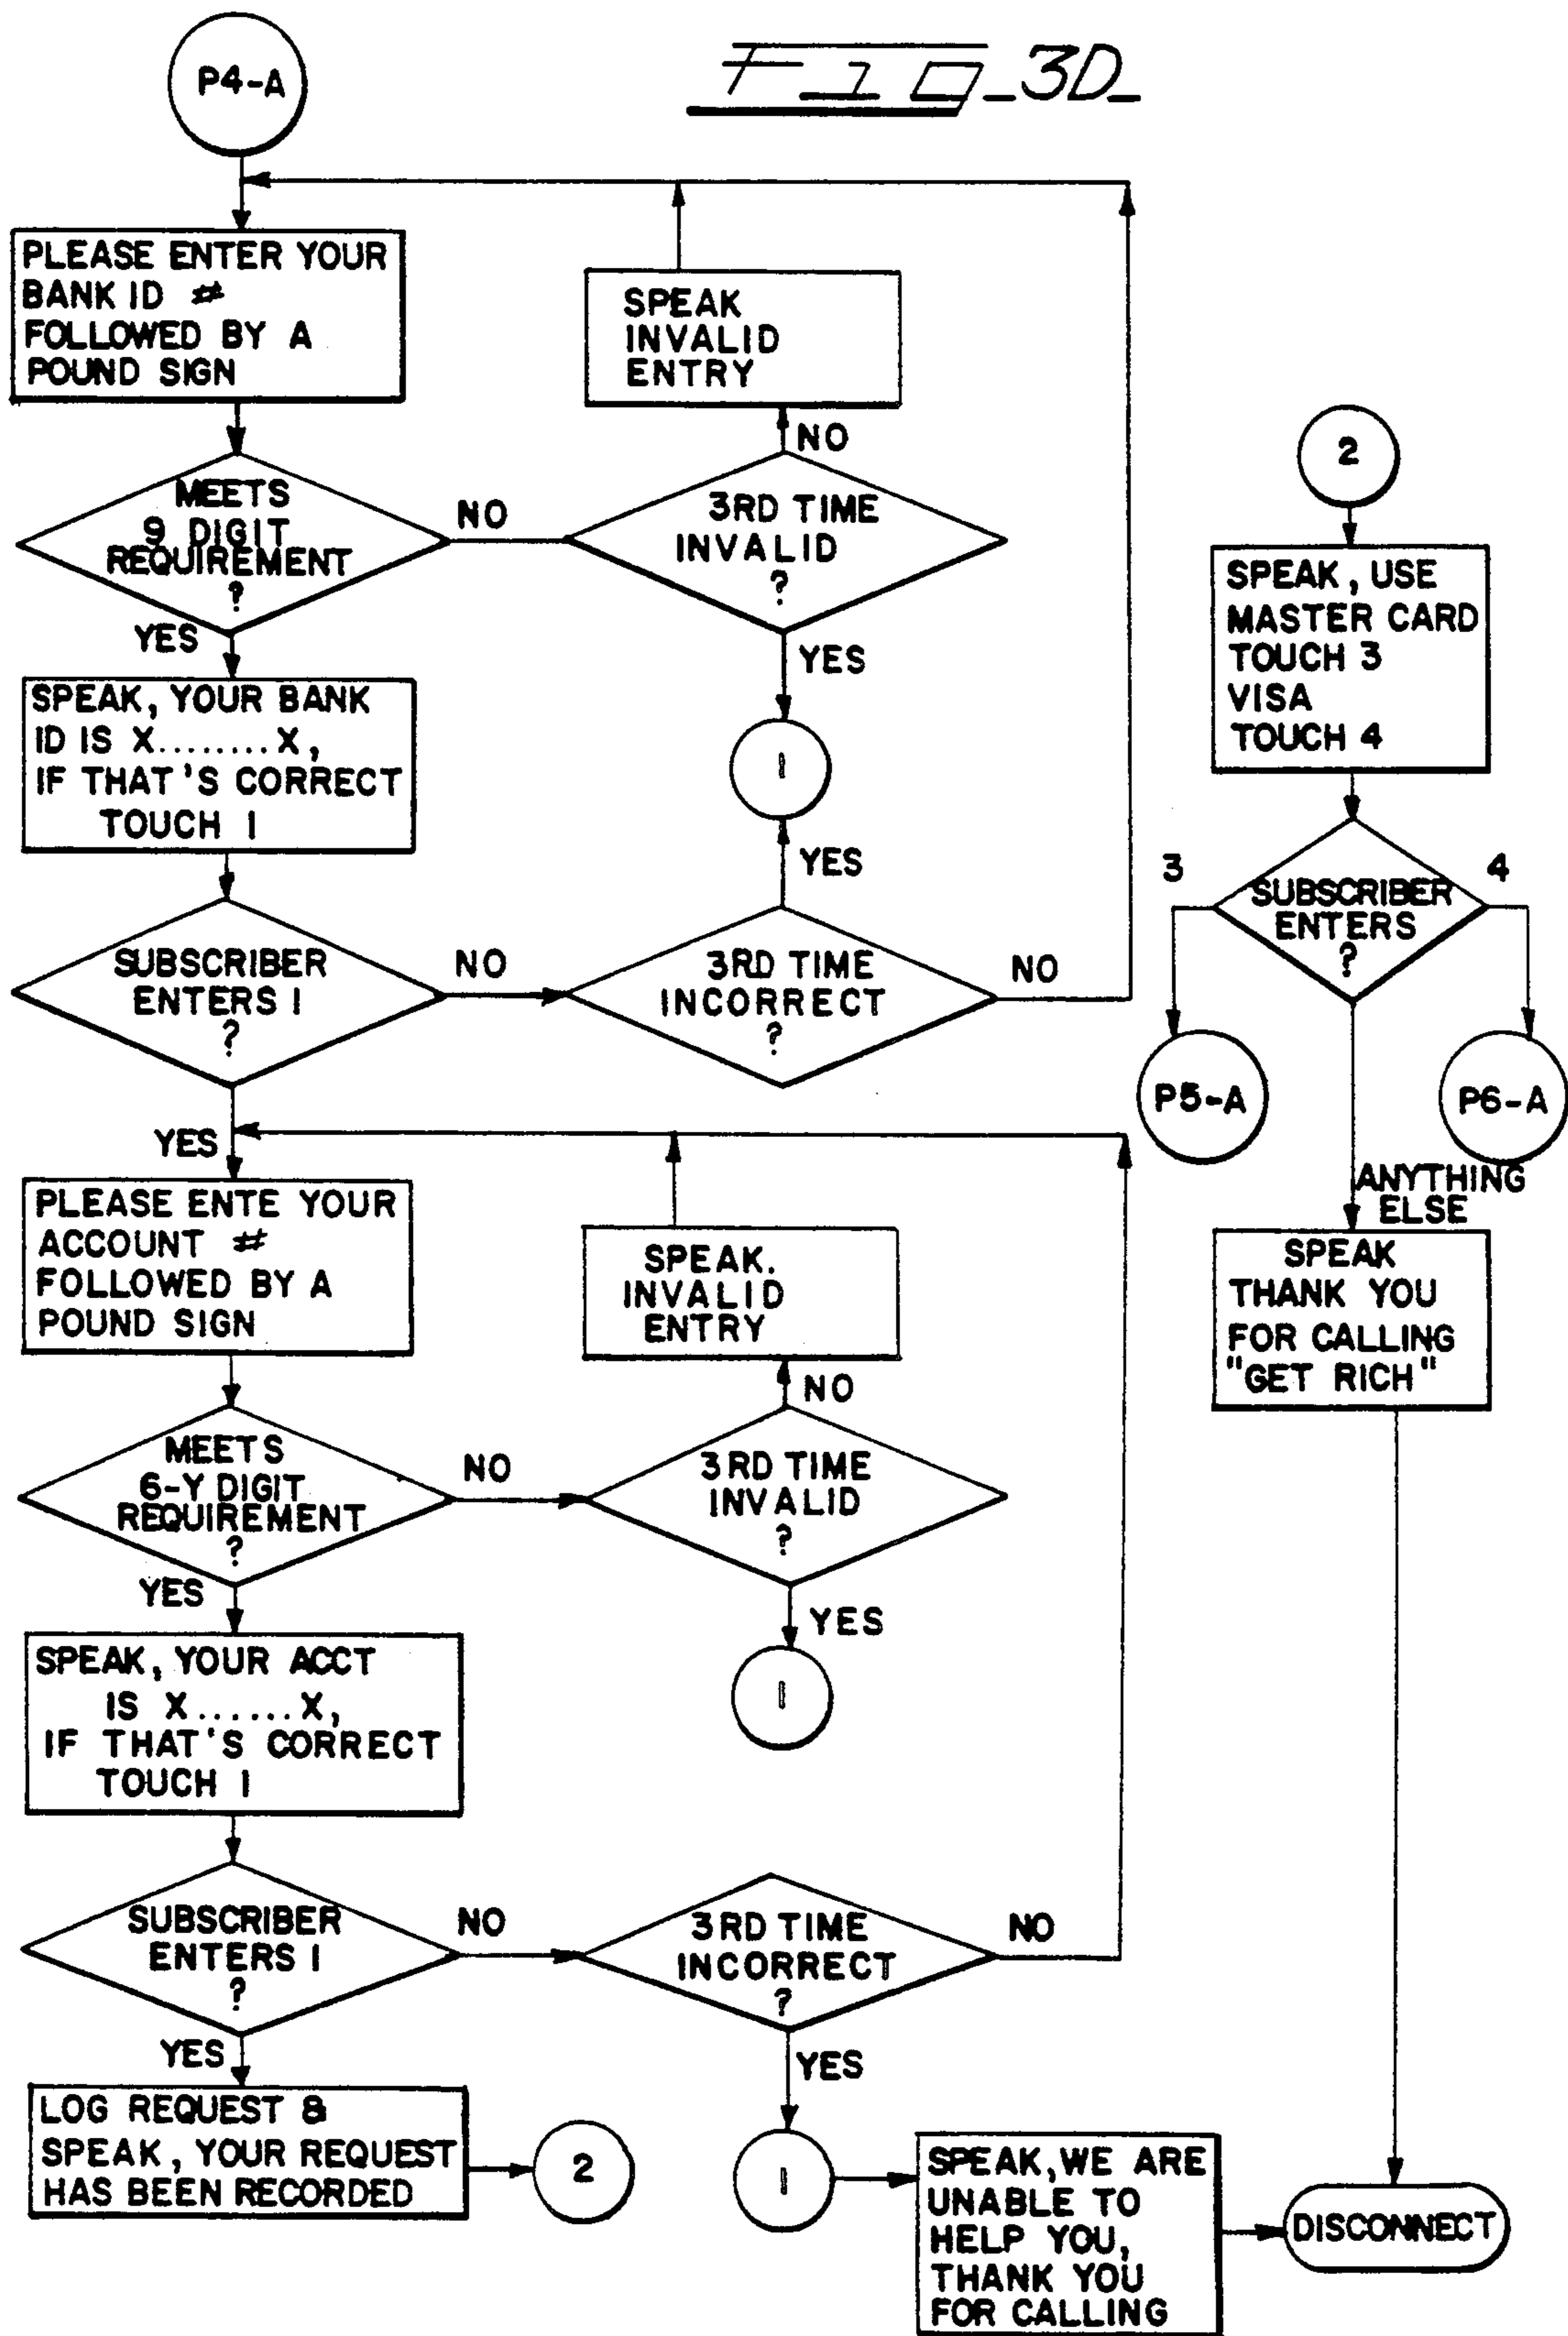 P4-A
FIG_3D_
PLEASE ENTER YOUR
BANK ID #
FOLLOWED BY A
POUND SIGN
SPEAK
INVALID
ENTRY
NO
MEETS
9 DIGIT
REQUIREMENT
?
NO
3RD TIME
INVALID
?
YES
YES
SPEAK, YOUR BANK
ID IS X........X,
IF THAT'S CORRECT
TOUCH 1
1
YES
SUBSCRIBER
ENTERS 1
?
NO
3RD TIME
INCORRECT
?
NO
YES
PLEASE ENTE YOUR
ACCOUNT #
FOLLOWED BY A
POUND SIGN
SPEAK.
INVALID
ENTRY
NO
MEETS
6-Y DIGIT
REQUIREMENT
?
NO
3RD TIME
INVALID
?
YES
YES
SPEAK, YOUR ACCT
IS X......X,
IF THAT'S CORRECT
TOUCH 1
1
SUBSCRIBER
ENTERS 1
?
NO
3RD TIME
INCORRECT
?
NO
YES
YES
LOG REQUEST &
SPEAK, YOUR REQUEST
HAS BEEN RECORDED
2
1
SPEAK, WE ARE
UNABLE TO
HELP YOU,
THANK YOU
FOR CALLING
DISCONNECT
2
SPEAK, USE
MASTER CARD
TOUCH 3
VISA
TOUCH 4
3
SUBSCRIBER
ENTERS
?
4
P5-A
P6-A
ANYTHING
ELSE
SPEAK
THANK YOU
FOR CALLING
"GET RICH"